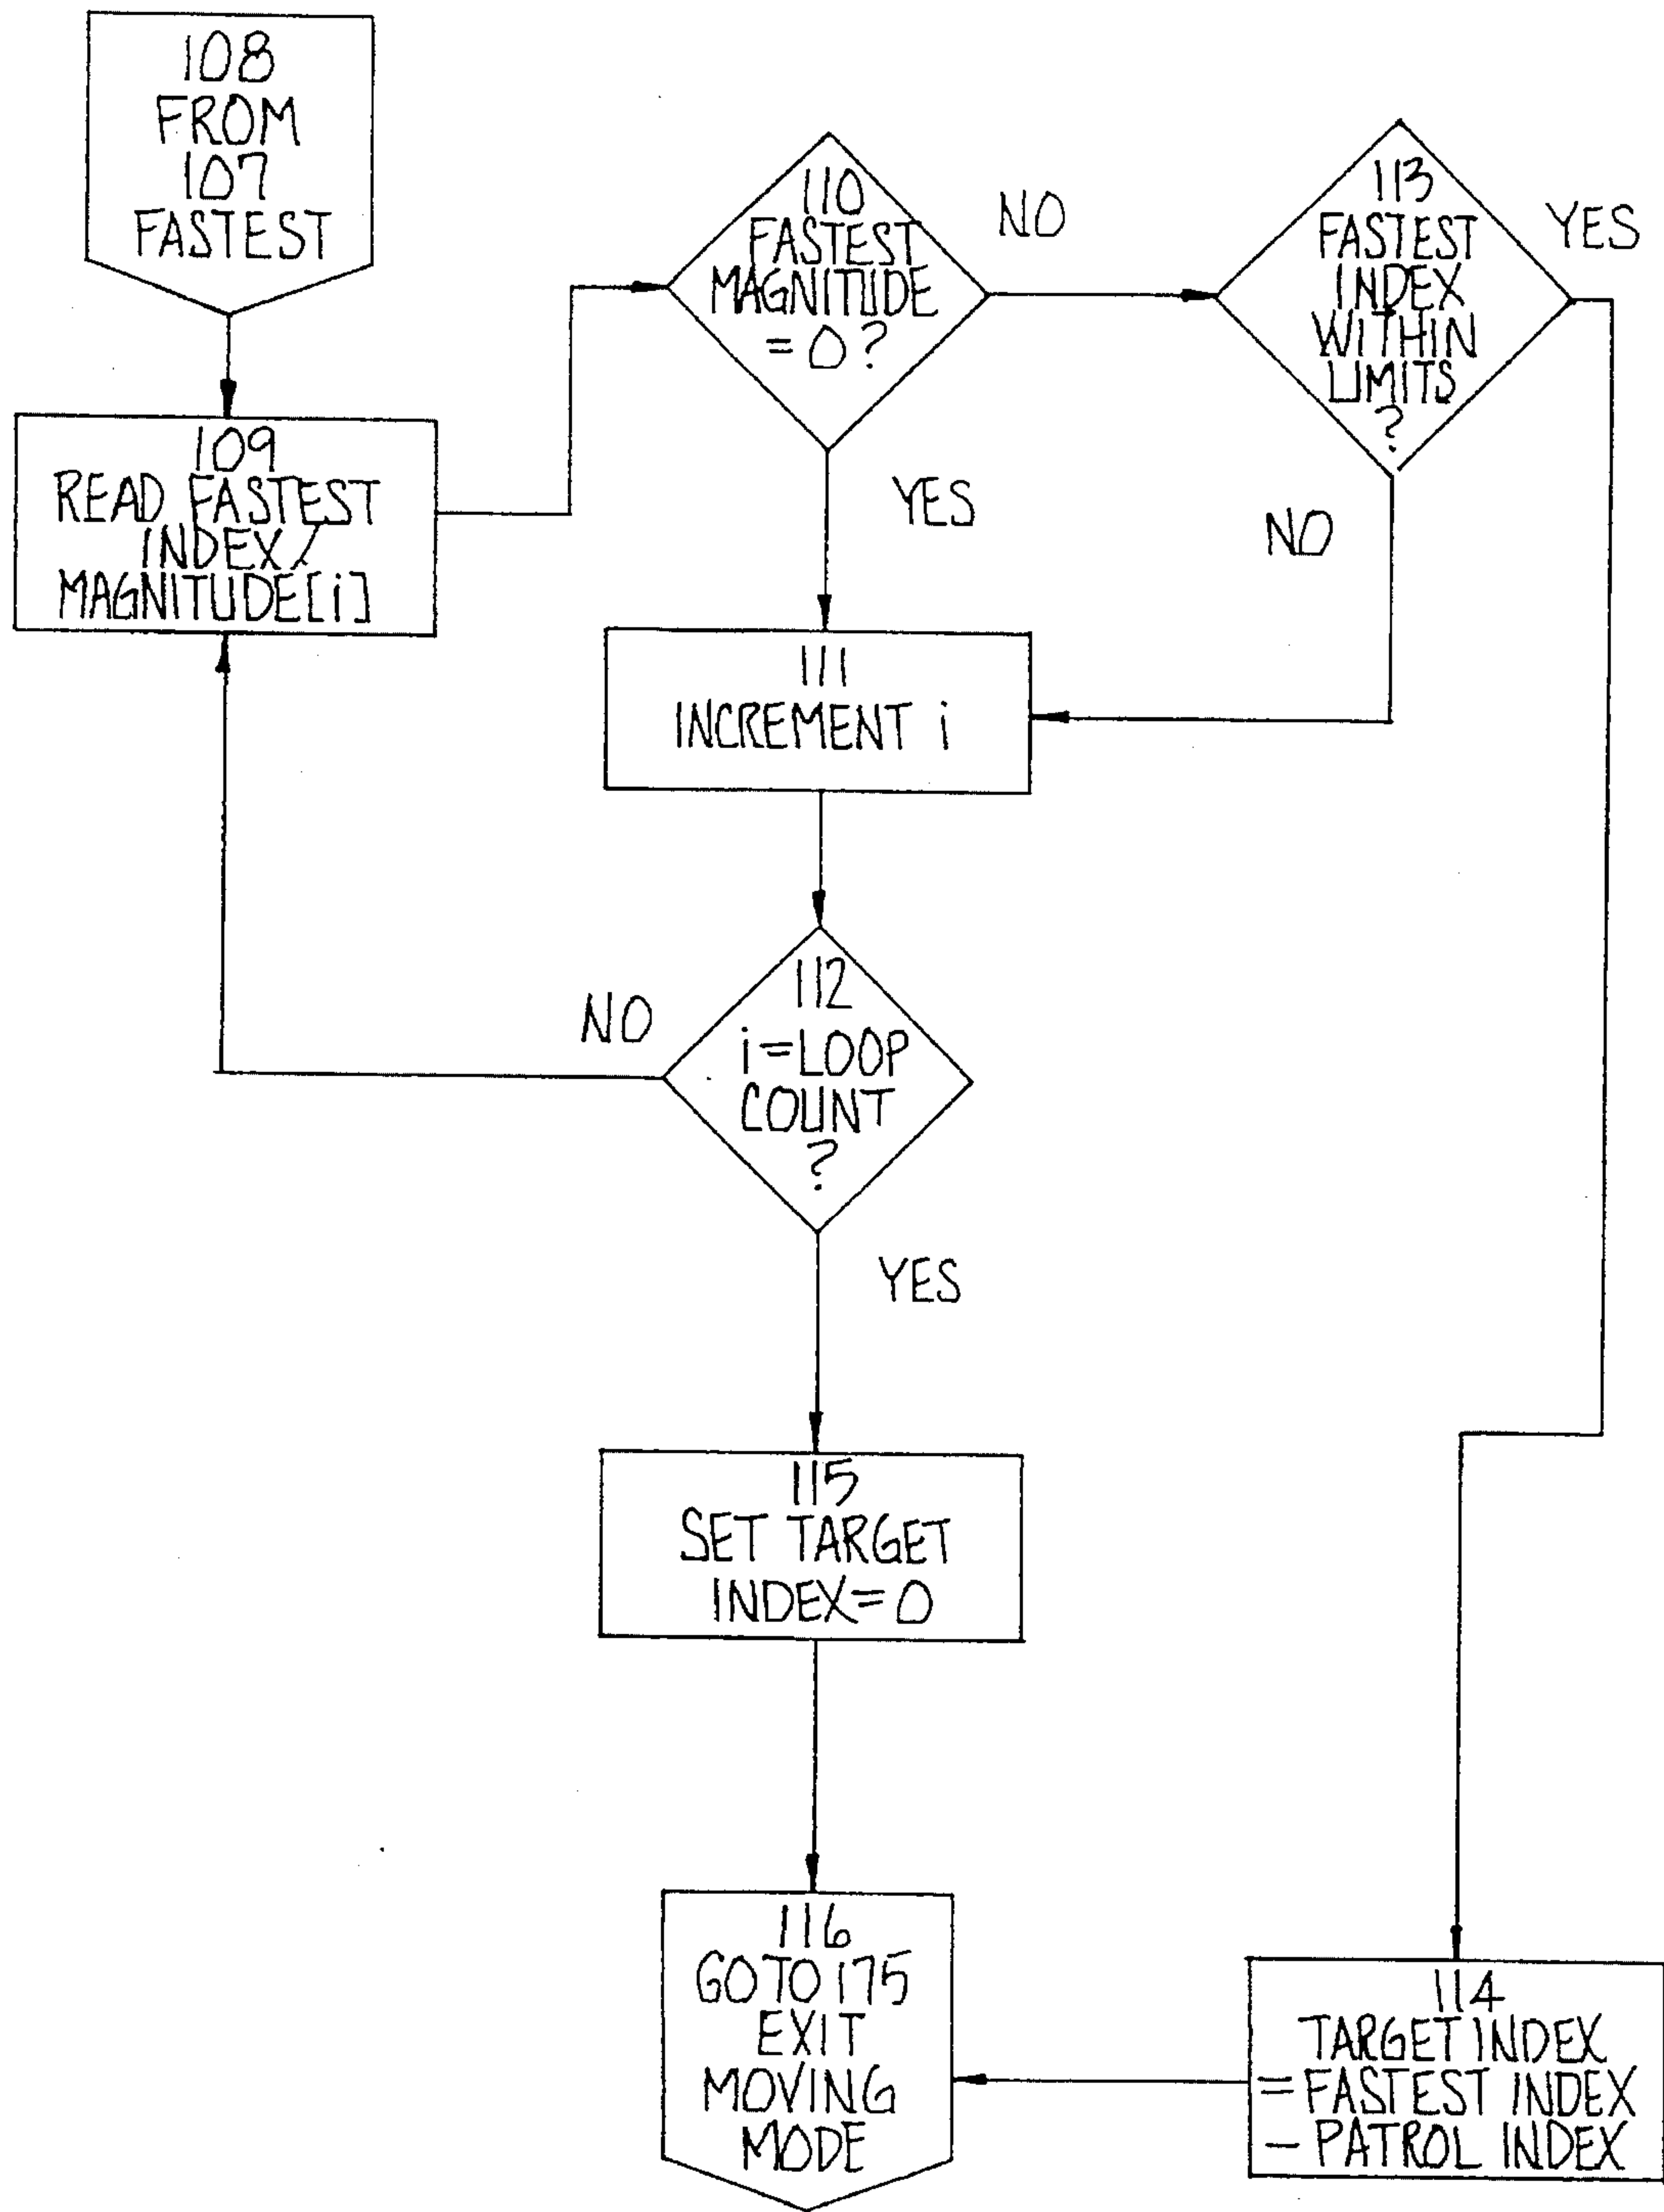 108
FROM
107
FASTEST
109
READ FASTEST
INDEX/
MAGNITUDE[i]
110
FASTEST
MAGNITUDE
=0?
NO
YES
113
FASTEST
INDEX
WITHIN
LIMITS
?
YES
NO
111
INCREMENT i
112
i=LOOP
COUNT
?
NO
YES
115
SET TARGET
INDEX=0
116
GO TO 175
EXIT
MOVING
MODE
114
TARGET INDEX
=FASTEST INDEX
- PATROL INDEX